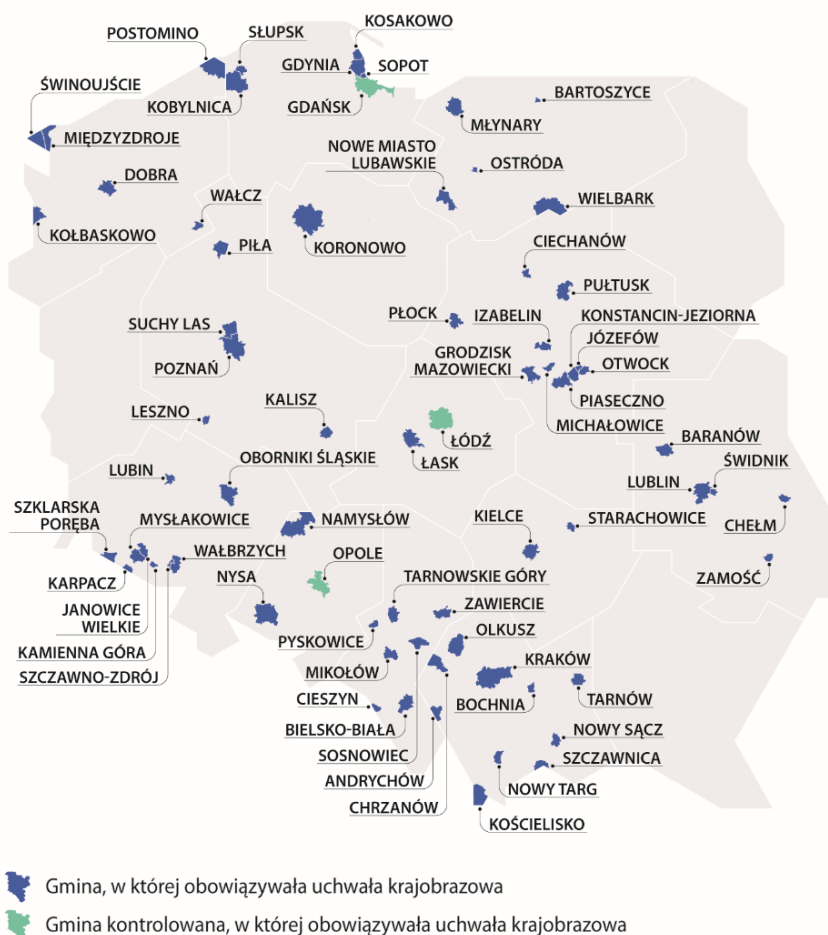 KOSAKOWO
POSTOMINO
SŁUPSK
GDYNIA
SOPOT
ŚWINOUJŚCIE
KOBYLNICA
GDAŃSK
BARTOSZYCE
MIĘDZYZDROJE
MŁYNARY
NOWE MIASTO
LUBAWSKIE
OSTRÓDA
DOBRA
WAŁCZ
WIELBARK
KOŁBASKOWO
PIŁA
KORONOWO
CIECHANÓW
PUŁTUSK
PŁOCK
IZABELIN
KONSTANCIN-JEZIORNA
SUCHY LAS
JÓZEFÓW
GRODZISK
MAZOWIECKI
OTWOCK
POZNAŃ
PIASECZNO
LESZNO
KALISZ
MICHAŁOWICE
ŁÓDŹ
BARANÓW
OBORNIKI ŚLĄSKIE
ŁASK
ŚWIDNIK
LUBIN
LUBLIN
SZKLARSKA
PORĘBA
MYSŁAKOWICE
NAMYSŁÓW
KIELCE
STARACHOWICE
CHEŁM
WAŁBRZYCH
OPOLE
KARPACZ
NYSA
TARNOWSKIE GÓRY
ZAMOŚĆ
JANOWICE
WIELKIE
ZAWIERCIE
PYSKOWICE
OLKUSZ
KAMIENNA GÓRA
MIKOŁÓW
KRAKÓW
SZCZAWNO-ZDRÓJ
CIESZYN
BOCHNIA
TARNÓW
BIELSKO-BIAŁA
NOWY SĄCZ
SOSNOWIEC
SZCZAWNICA
ANDRYCHÓW
NOWY TARG
CHRZANÓW
KOŚCIELISKO
Gmina, w której obowiązywała uchwała krajobrazowa
Gmina kontrolowana, w której obowiązywała uchwała krajobrazowa